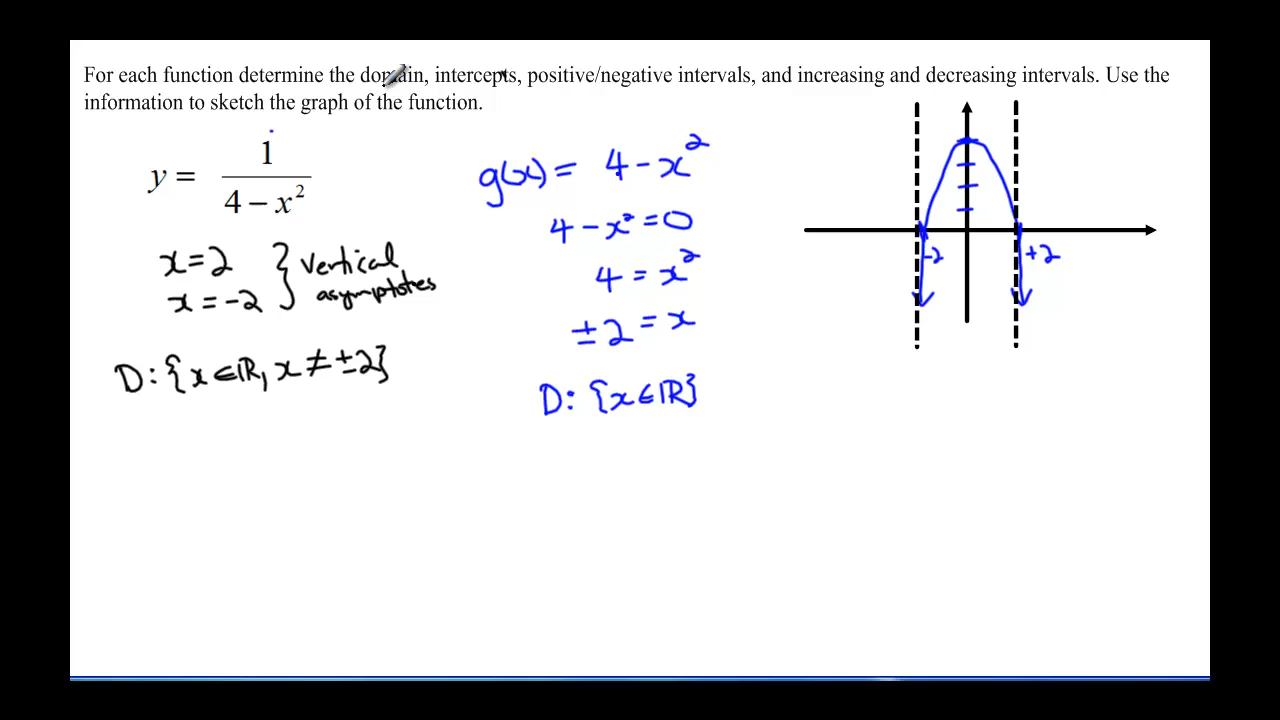 For each function determine the domain, intercepts, positive/negative intervals, and increasing and decreasing intervals. Use the
information to sketch the graph of the function.
y = 1 / (4 − x²)
x = 2
x = -2
} vertical
asymptotes
D: {x ∈ ℝ, x ≠ ±2}
g(x) = 4 - x²
4 - x² = 0
4 = x²
±2 = x
D: {x ∈ ℝ}
-2
+2